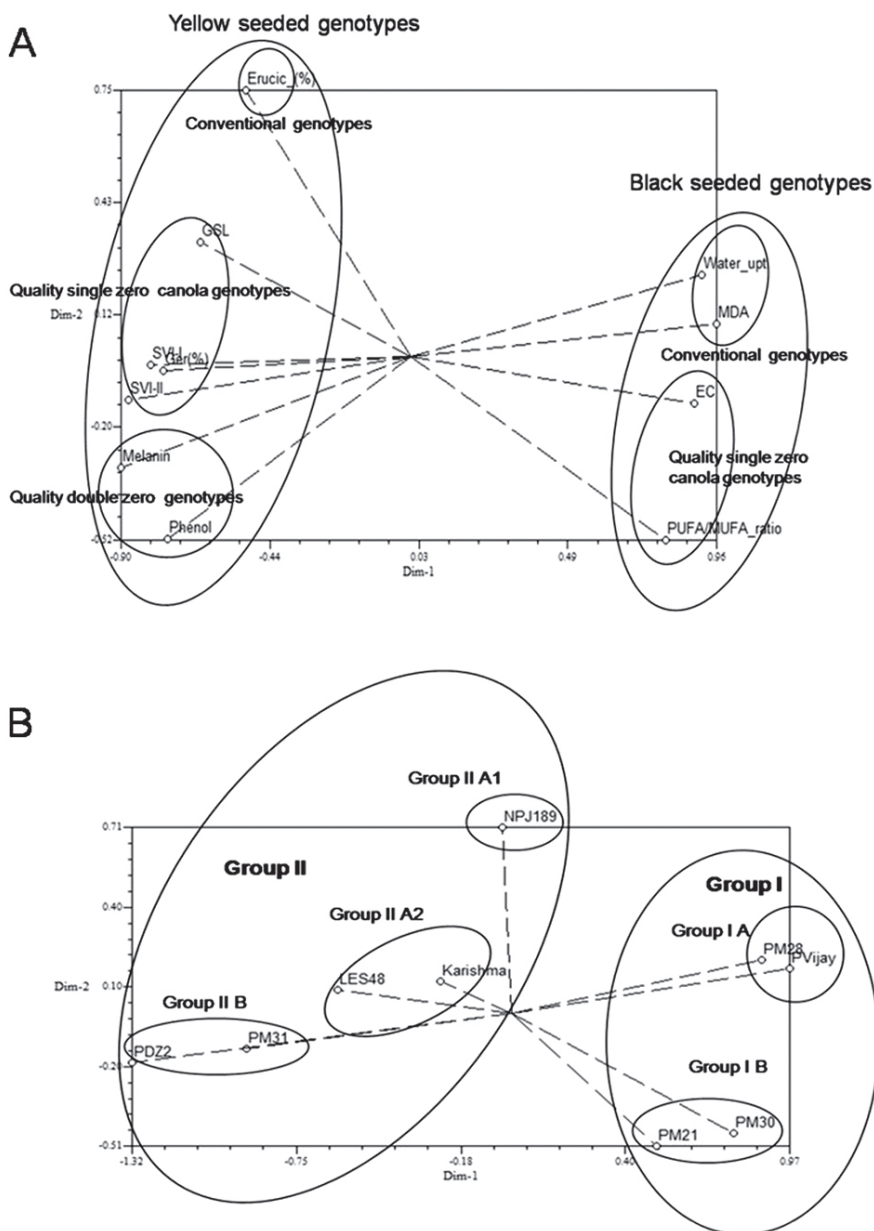 A
Yellow seeded genotypes
Erucic_(%)
0.75
Conventional genotypes
Black seeded genotypes
0.43
GSL
Water_upt
Quality single zero canola genotypes
Dim-2
0.12
MDA
Conventional genotypes
SVI-I
Ger(%)
SVI-II
EC
-0.20
Melanin
Quality single zero
canola genotypes
Quality double zero genotypes
Phenol
PUFA/MUFA_ratio
-0.52
-0.90
-0.44
0.03
0.49
0.95
Dim-1
B
Group II A1
0.71
NPJ189
Group II
Group I
0.40
Group II A2
Group I A
PM28
PVijay
Dim-2
0.10
LES48
Karishma
Group II B
PDZ2
PM31
-0.20
Group I B
PM21
PM30
-0.51
-1.32
-0.75
-0.18
0.40
0.97
Dim-1